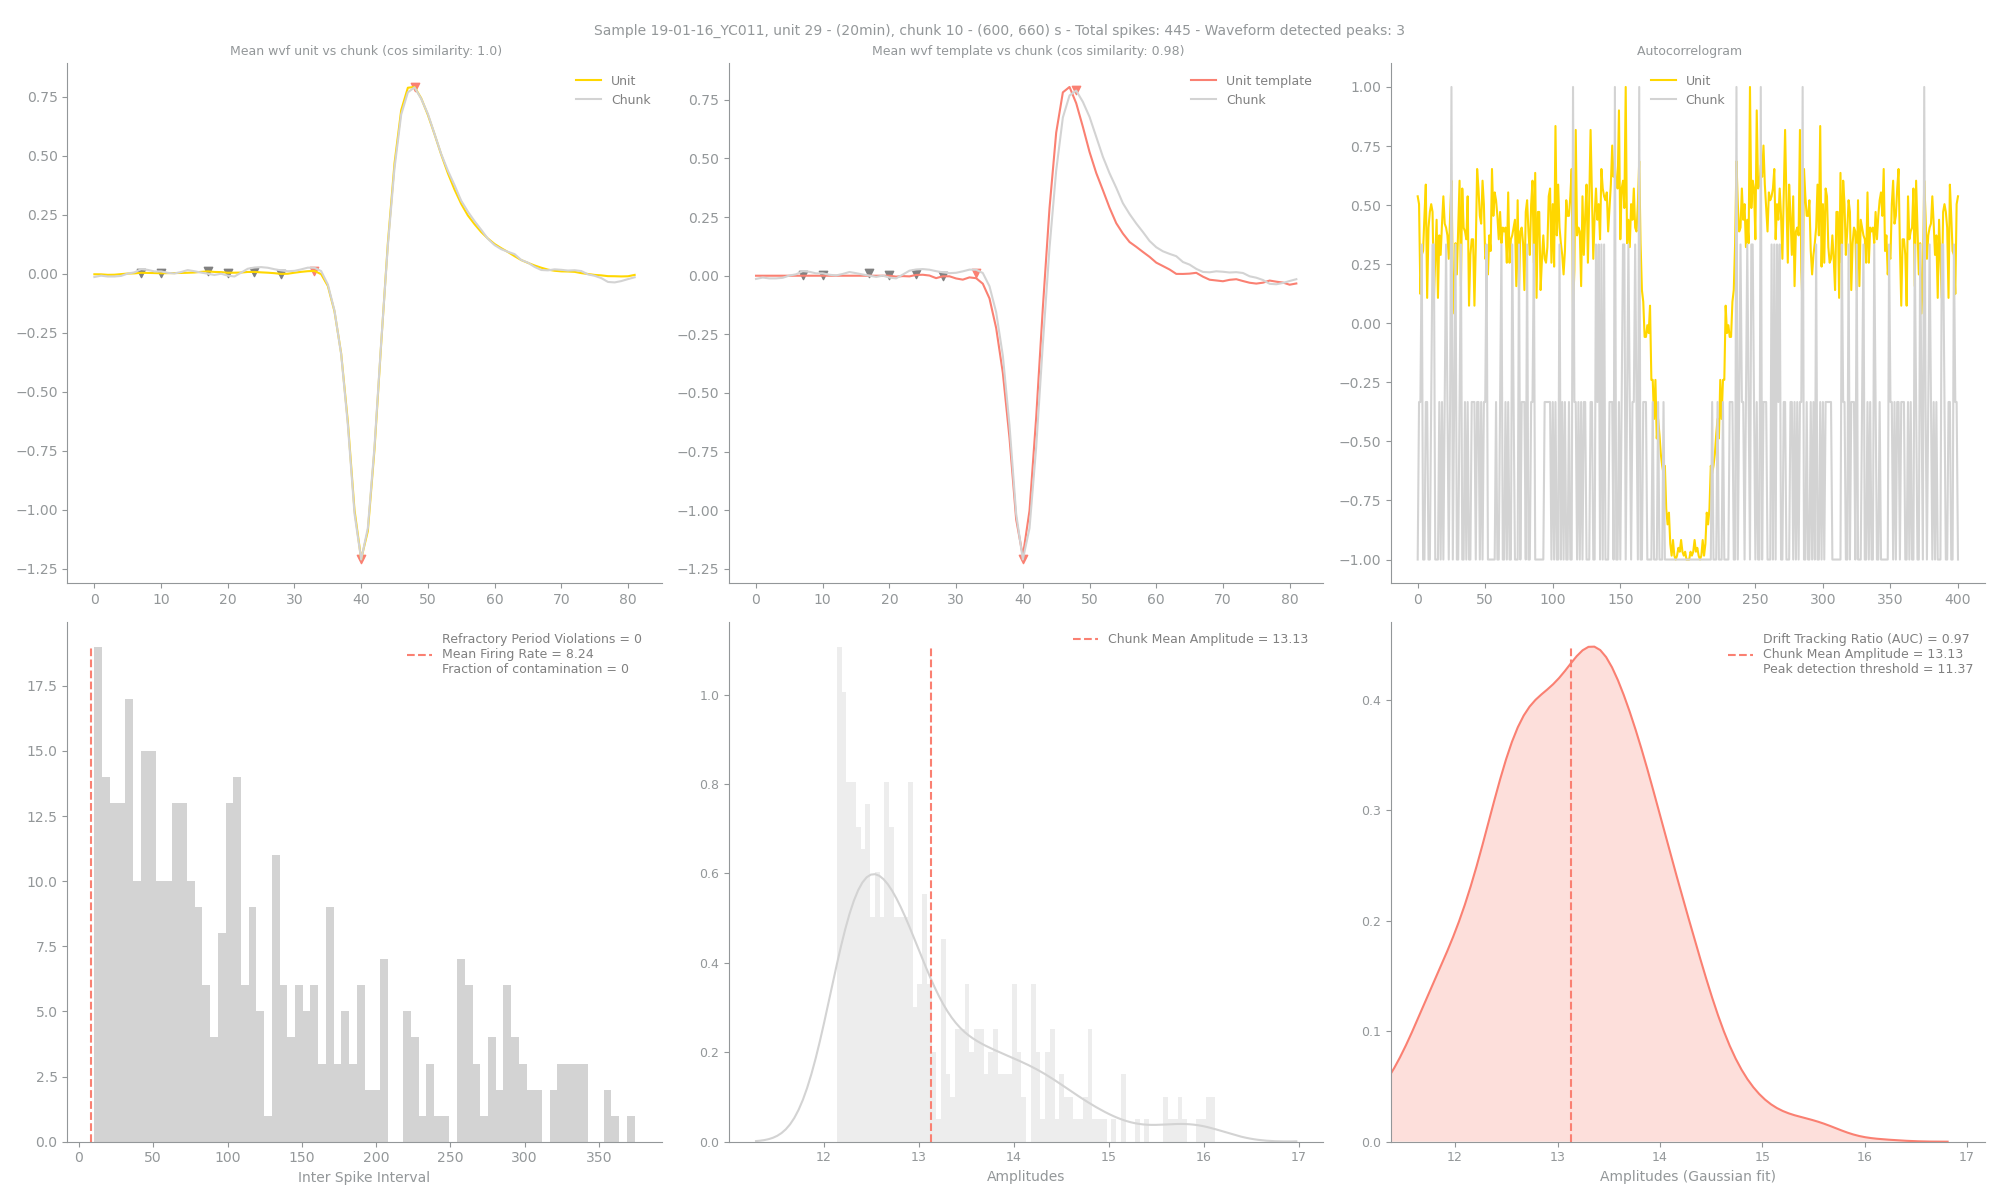 Sample 19-01-16_YC011, unit 29 - (20min), chunk 10 - (600, 660) s - Total spikes: 445 - Waveform detected peaks: 3
Mean wvf unit vs chunk (cos similarity: 1.0)
Unit
Chunk
0.75
0.50
0.25
0.00
−0.25
−0.50
−0.75
−1.00
−1.25
0 10 20 30 40 50 60 70 80
Mean wvf template vs chunk (cos similarity: 0.98)
Unit template
Chunk
0.75
0.50
0.25
0.00
−0.25
−0.50
−0.75
−1.00
−1.25
0 10 20 30 40 50 60 70 80
Autocorrelogram
Unit
Chunk
1.00
0.75
0.50
0.25
0.00
−0.25
−0.50
−0.75
−1.00
0 50 100 150 200 250 300 350 400
Refractory Period Violations = 0
Mean Firing Rate = 8.24
Fraction of contamination = 0
17.5
15.0
12.5
10.0
7.5
5.0
2.5
0.0
0 50 100 150 200 250 300 350
Inter Spike Interval
Chunk Mean Amplitude = 13.13
1.0
0.8
0.6
0.4
0.2
0.0
12 13 14 15 16 17
Amplitudes
Drift Tracking Ratio (AUC) = 0.97
Chunk Mean Amplitude = 13.13
Peak detection threshold = 11.37
0.4
0.3
0.2
0.1
0.0
12 13 14 15 16 17
Amplitudes (Gaussian fit)